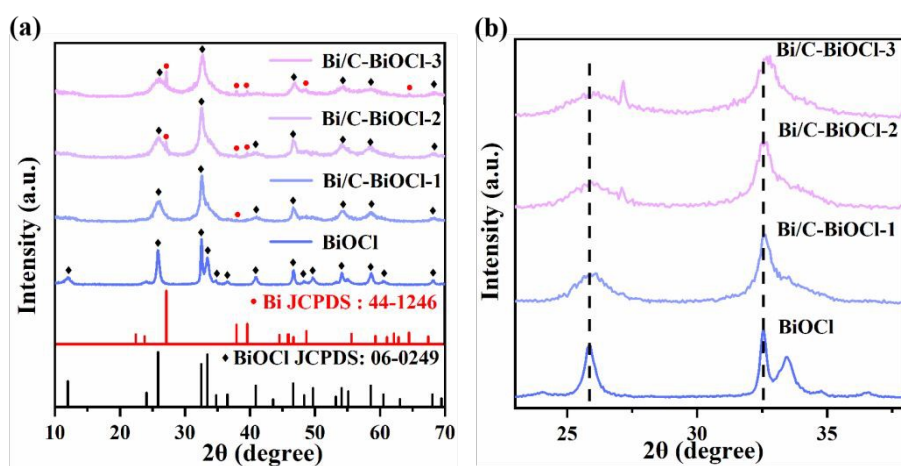 (a)
Intensity (a.u.)
Bi/C-BiOCl-3
Bi/C-BiOCl-2
Bi/C-BiOCl-1
BiOCl
Bi JCPDS : 44-1246
BiOCl JCPDS: 06-0249
10 20 30 40 50 60 70
2θ (degree)
(b)
Intensity (a.u.)
Bi/C-BiOCl-3
Bi/C-BiOCl-2
Bi/C-BiOCl-1
BiOCl
25 30 35
2θ (degree)